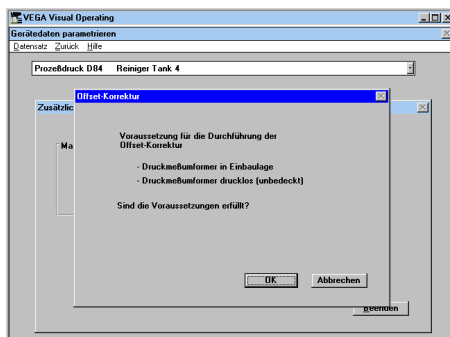 VEGA Visual Operating
Gerätedaten parametrieren
Datensatz Zurück Hilfe
Prozeßdruck D84 Reiniger Tank 4
Offset-Korrektur
Voraussetzung für die Durchführung der
Offset-Korrektur
- Druckmeßumformer in Einbaulage
- Druckmeßumformer drucklos (unbedeckt)
Sind die Voraussetzungen erfüllt?
OK Abbrechen
Beenden